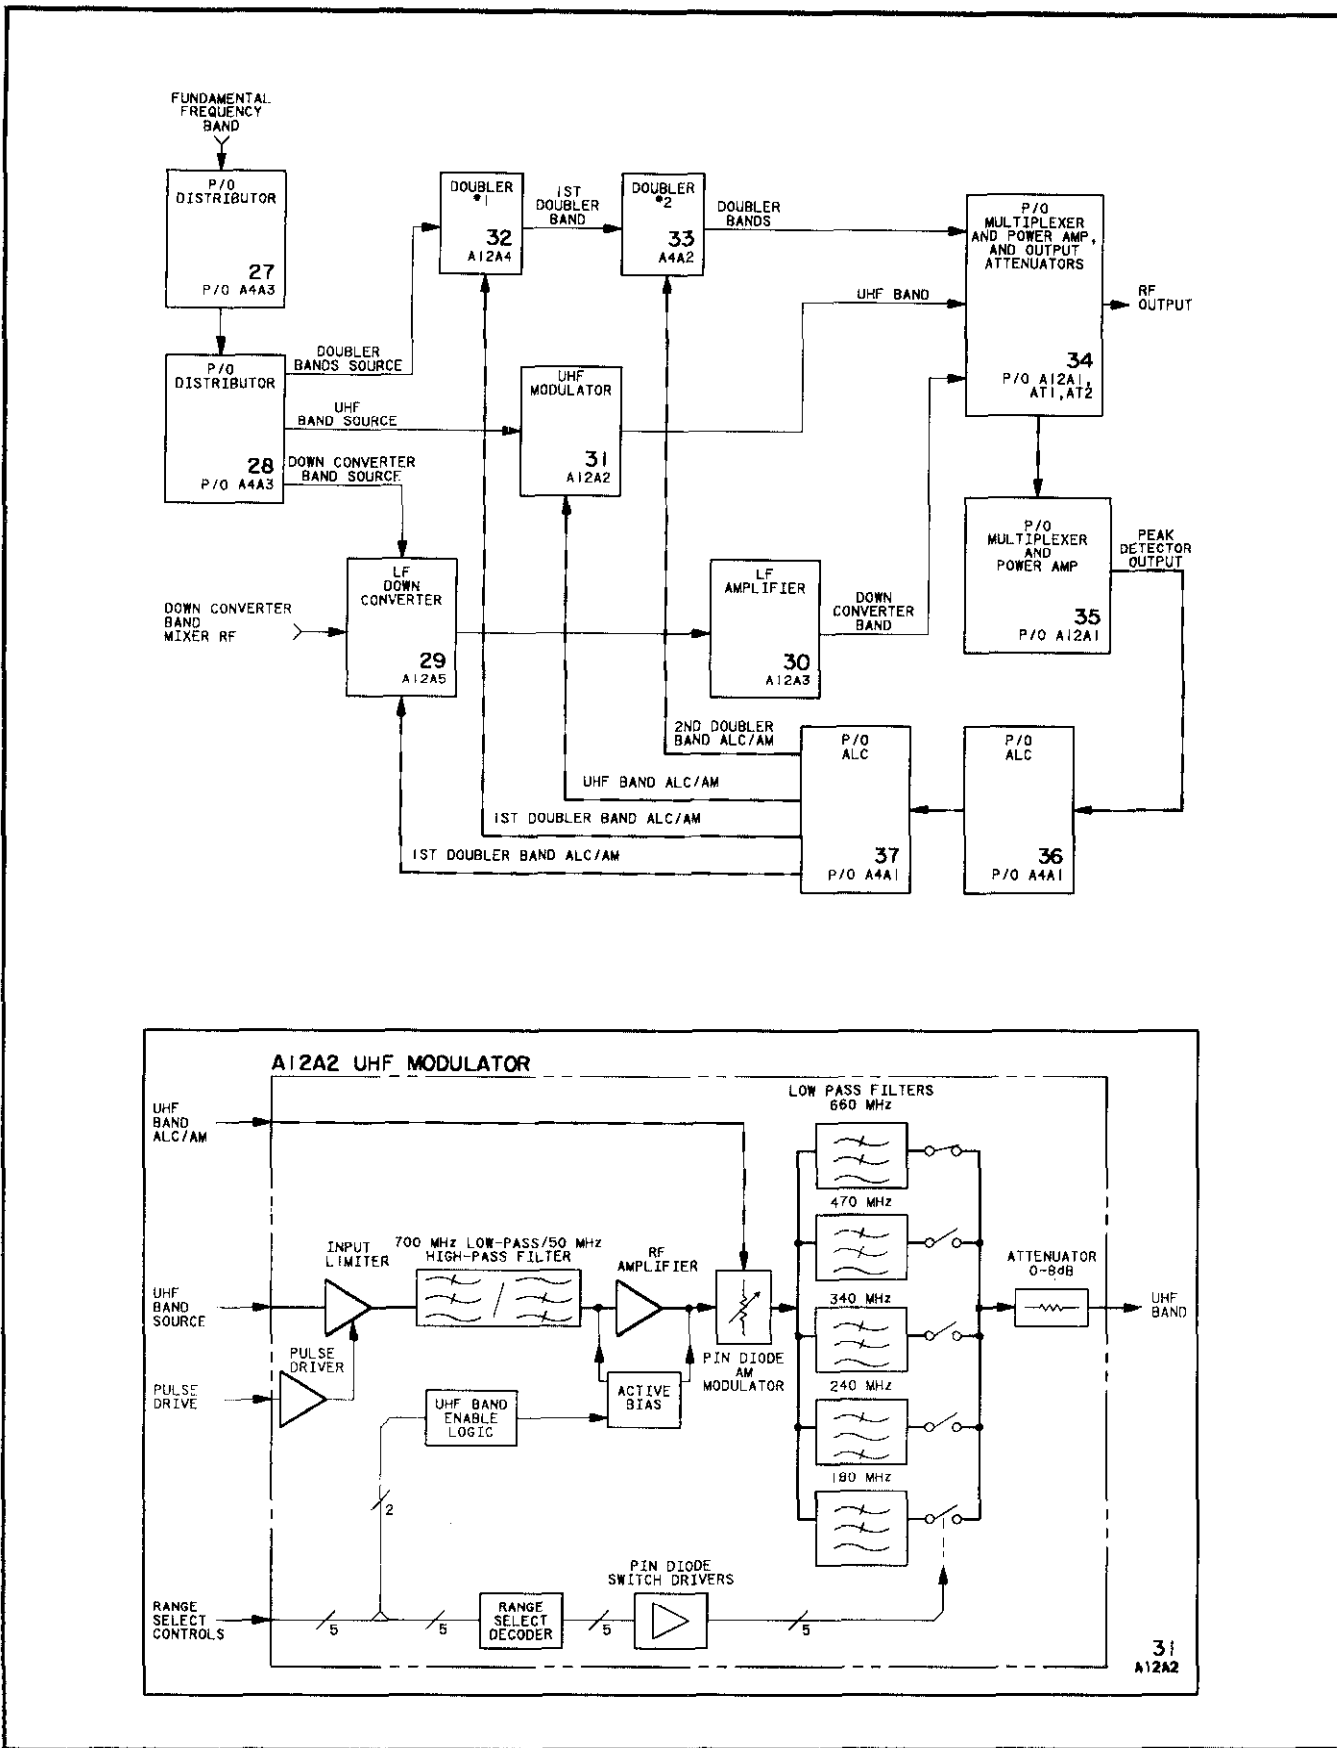 FUNDAMENTAL
FREQUENCY
BAND
P/O
DISTRIBUTOR
27
P/O A4A3
DOUBLER
#1
32
A12A4
1ST
DOUBLER
BAND
DOUBLER
#2
33
A4A2
DOUBLER
BANDS
P/O
MULTIPLEXER
AND POWER AMP,
AND OUTPUT
ATTENUATORS
34
P/O A12A1,
AT1,AT2
RF
OUTPUT
UHF BAND
P/O
DISTRIBUTOR
28
P/O A4A3
DOUBLER
BANDS SOURCE
UHF
BAND SOURCE
DOWN CONVERTER
BAND SOURCE
UHF
MODULATOR
31
A12A2
P/O
MULTIPLEXER
AND
POWER AMP
35
P/O A12A1
PEAK
DETECTOR
OUTPUT
DOWN CONVERTER
BAND
MIXER RF
LF
DOWN
CONVERTER
29
A12A5
LF
AMPLIFIER
30
A12A3
DOWN
CONVERTER
BAND
2ND DOUBLER
BAND ALC/AM
UHF BAND ALC/AM
1ST DOUBLER BAND ALC/AM
1ST DOUBLER BAND ALC/AM
P/O
ALC
37
P/O A4A1
P/O
ALC
36
P/O A4A1
A12A2 UHF MODULATOR
UHF
BAND
ALC/AM
LOW PASS FILTERS
660 MHz
470 MHz
340 MHz
240 MHz
180 MHz
INPUT
LIMITER
700 MHz LOW-PASS/50 MHz
HIGH-PASS FILTER
RF
AMPLIFIER
ATTENUATOR
0-8dB
UHF
BAND
SOURCE
UHF
BAND
PULSE
DRIVER
PULSE
DRIVE
PIN DIODE
AM
MODULATOR
UHF BAND
ENABLE
LOGIC
ACTIVE
BIAS
2
PIN DIODE
SWITCH DRIVERS
RANGE
SELECT
CONTROLS
5
5
RANGE
SELECT
DECODER
5
5
31
A12A2